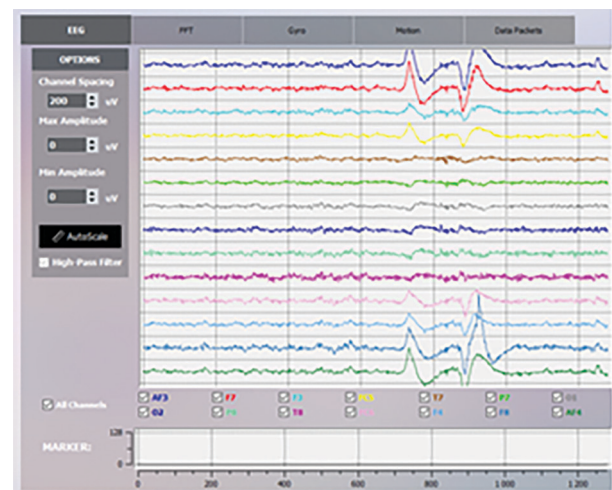 EEG FFT Gyro Motion Data Packets
OPTIONS
Channel Spacing
200 uV
Max Amplitude
0 uV
Min Amplitude
0 uV
AutoScale
High-Pass Filter
All Channels
AF3 F7 F3 FC5 T7 P7 O1
O2 P8 T8 F4 F8 AF4
MARKER:
128
0
0 200 400 600 800 1 000 1 200